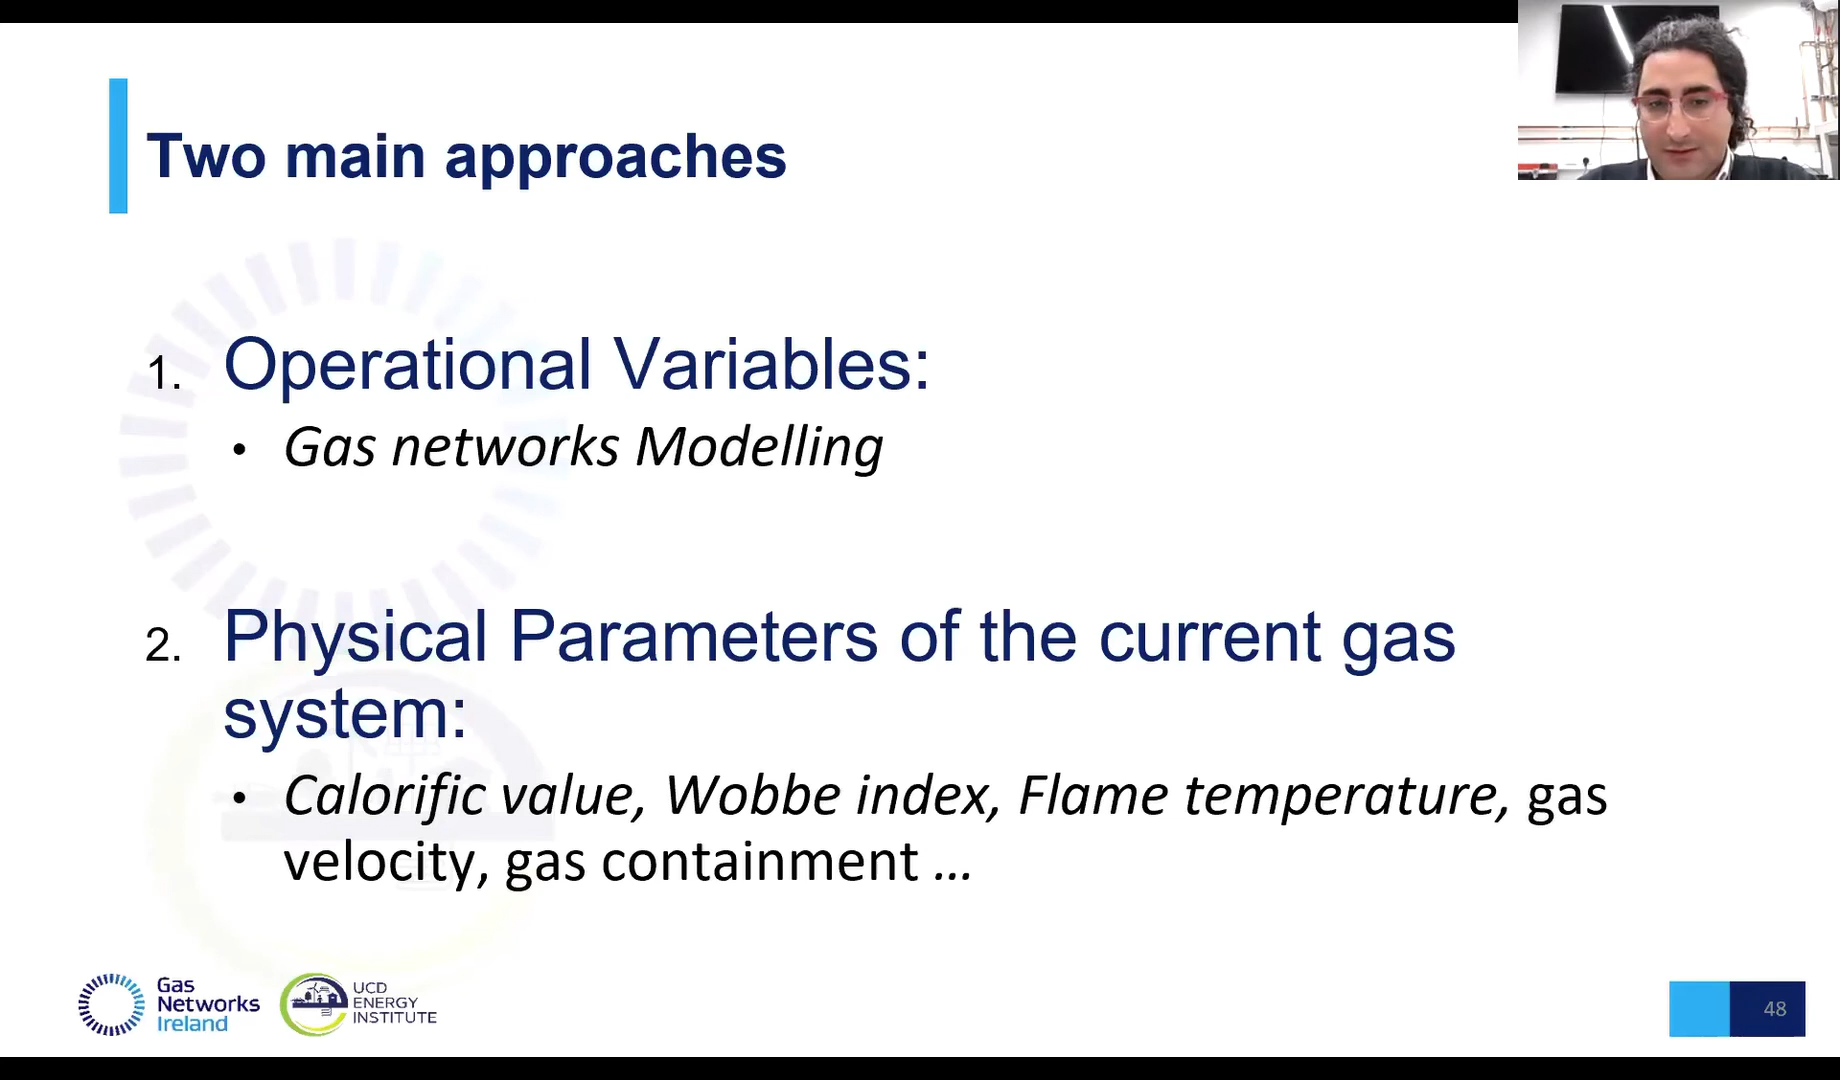 Two main approaches
1. Operational Variables:
• Gas networks Modelling
2. Physical Parameters of the current gas
system:
• Calorific value, Wobbe index, Flame temperature, gas
velocity, gas containment ...
Gas
Networks
Ireland
UCD
ENERGY
INSTITUTE
48